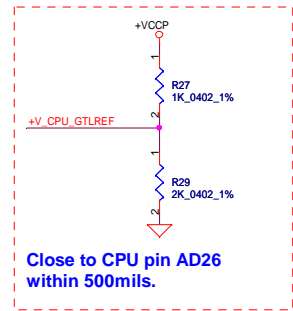 +VCCP
1
R27
1K_0402_1%
2
+V_CPU_GTLREF
1
R29
2K_0402_1%
2
Close to CPU pin AD26
within 500mils.